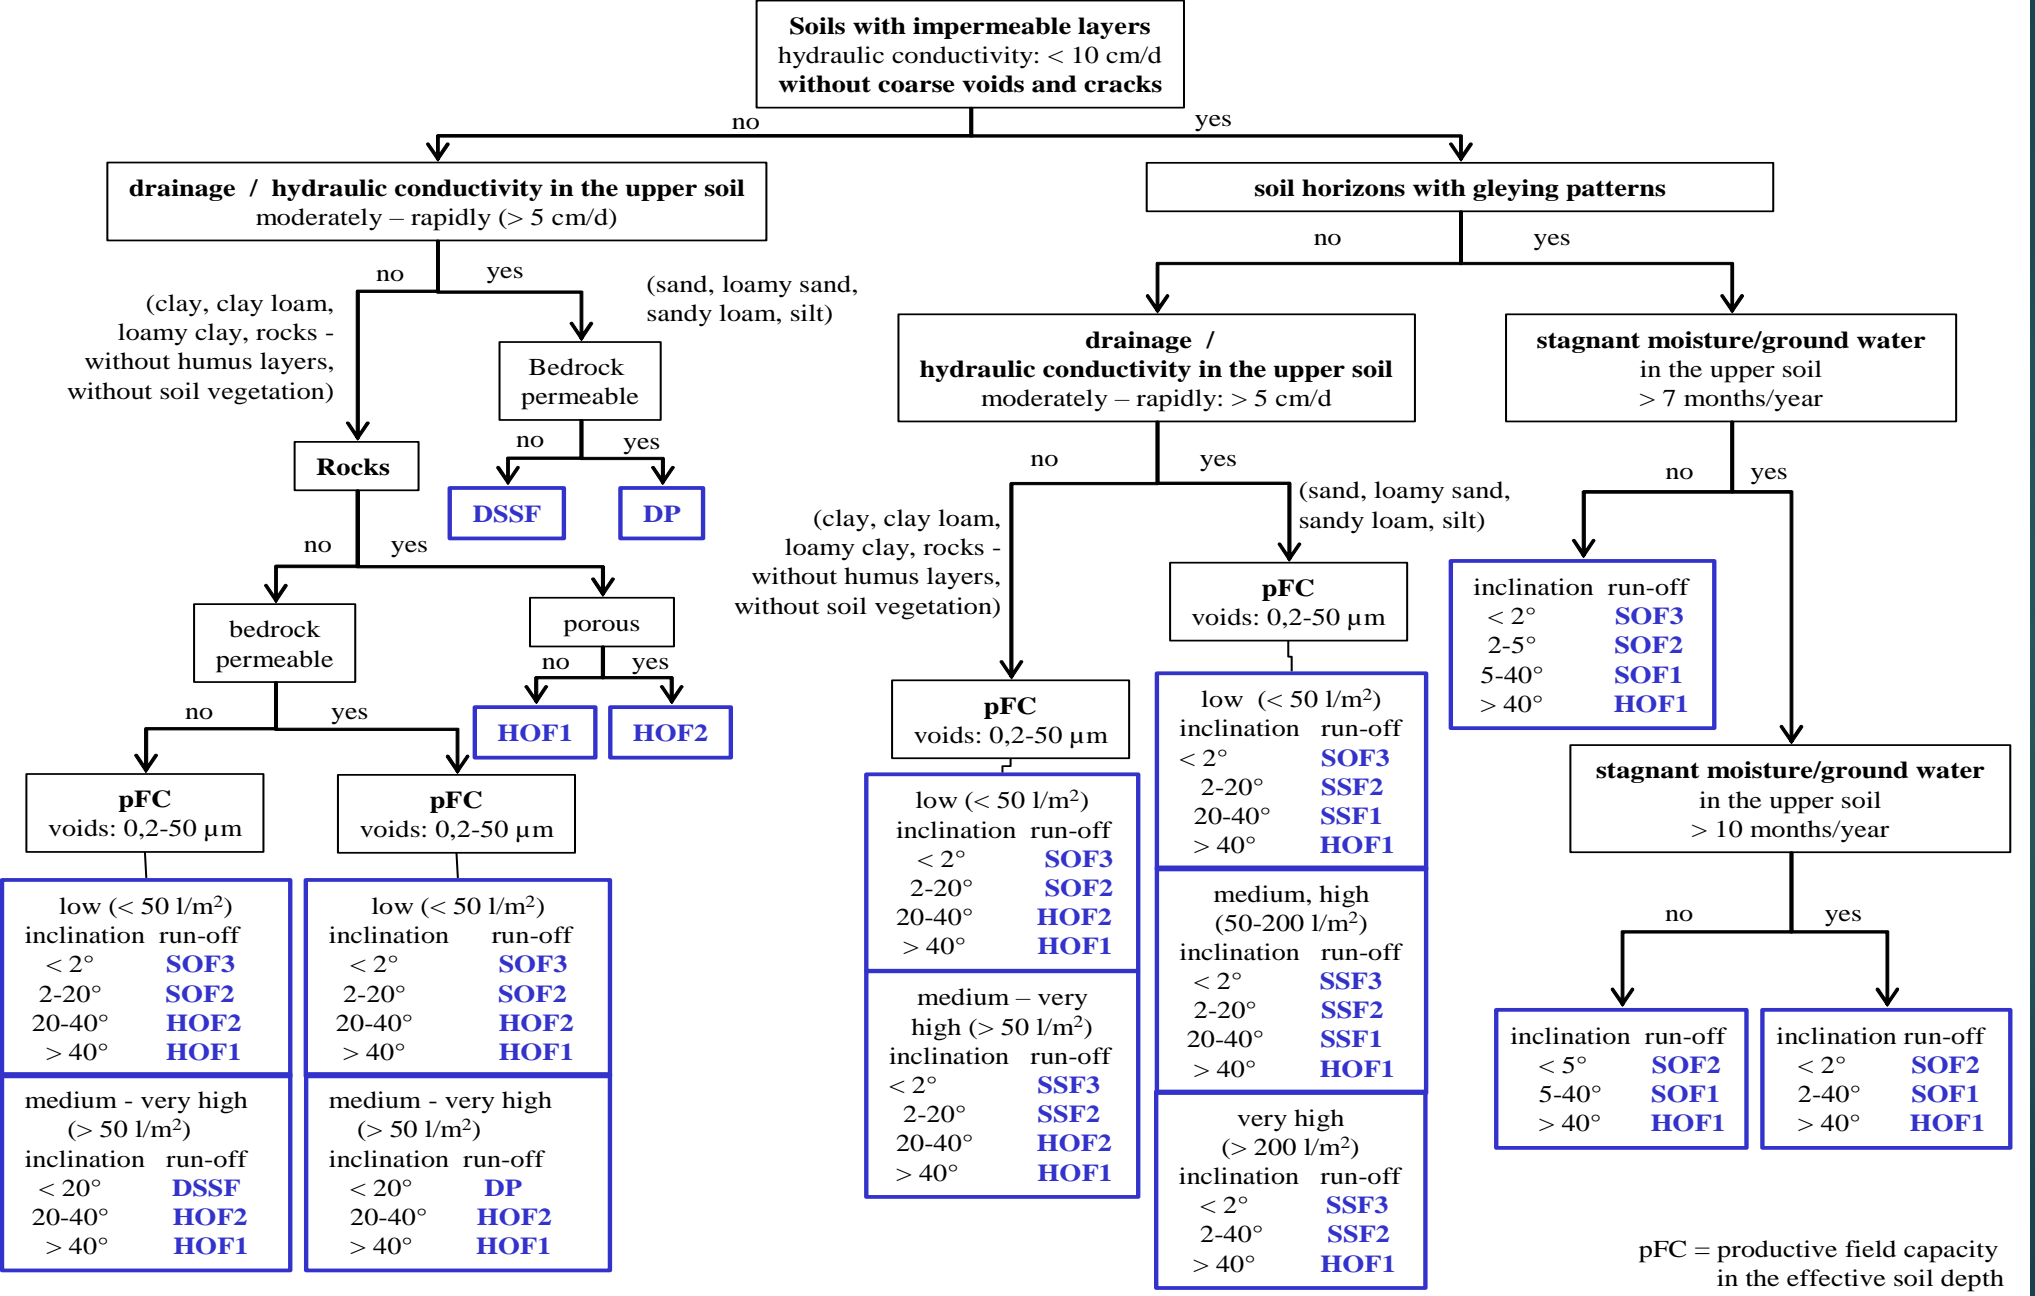 Soils with impermeable layers
hydraulic conductivity: < 10 cm/d
without coarse voids and cracks
no
yes
drainage / hydraulic conductivity in the upper soil
moderately – rapidly (> 5 cm/d)
soil horizons with gleying patterns
no
yes
(clay, clay loam,
loamy clay, rocks -
without humus layers,
without soil vegetation)
(sand, loamy sand,
sandy loam, silt)
Bedrock
permeable
no
yes
DSSF
DP
Rocks
no
yes
bedrock
permeable
porous
no
yes
HOF1
HOF2
no
yes
pFC
voids: 0,2-50 µm
pFC
voids: 0,2-50 µm
low (< 50 l/m²)
inclination run-off
< 2° SOF3
2-20° SOF2
20-40° HOF2
> 40° HOF1
medium - very high
(> 50 l/m²)
inclination run-off
< 20° DSSF
20-40° HOF2
> 40° HOF1
low (< 50 l/m²)
inclination run-off
< 2° SOF3
2-20° SOF2
20-40° HOF2
> 40° HOF1
medium - very high
(> 50 l/m²)
inclination run-off
< 20° DP
20-40° HOF2
> 40° HOF1
no
yes
drainage /
hydraulic conductivity in the upper soil
moderately – rapidly: > 5 cm/d
no
yes
(clay, clay loam,
loamy clay, rocks -
without humus layers,
without soil vegetation)
(sand, loamy sand,
sandy loam, silt)
pFC
voids: 0,2-50 µm
low (< 50 l/m²)
inclination run-off
< 2° SOF3
2-20° SOF2
20-40° HOF2
> 40° HOF1
medium – very
high (> 50 l/m²)
inclination run-off
< 2° SSF3
2-20° SSF2
20-40° HOF2
> 40° HOF1
pFC
voids: 0,2-50 µm
low (< 50 l/m²)
inclination run-off
< 2° SOF3
2-20° SSF2
20-40° SSF1
> 40° HOF1
medium, high
(50-200 l/m²)
inclination run-off
< 2° SSF3
2-20° SSF2
20-40° SSF1
> 40° HOF1
very high
(> 200 l/m²)
inclination run-off
< 2° SSF3
2-40° SSF2
> 40° HOF1
stagnant moisture/ground water
in the upper soil
> 7 months/year
no
yes
inclination run-off
< 2° SOF3
2-5° SOF2
5-40° SOF1
> 40° HOF1
stagnant moisture/ground water
in the upper soil
> 10 months/year
no
yes
inclination run-off
< 5° SOF2
5-40° SOF1
> 40° HOF1
inclination run-off
< 2° SOF2
2-40° SOF1
> 40° HOF1
pFC = productive field capacity
in the effective soil depth